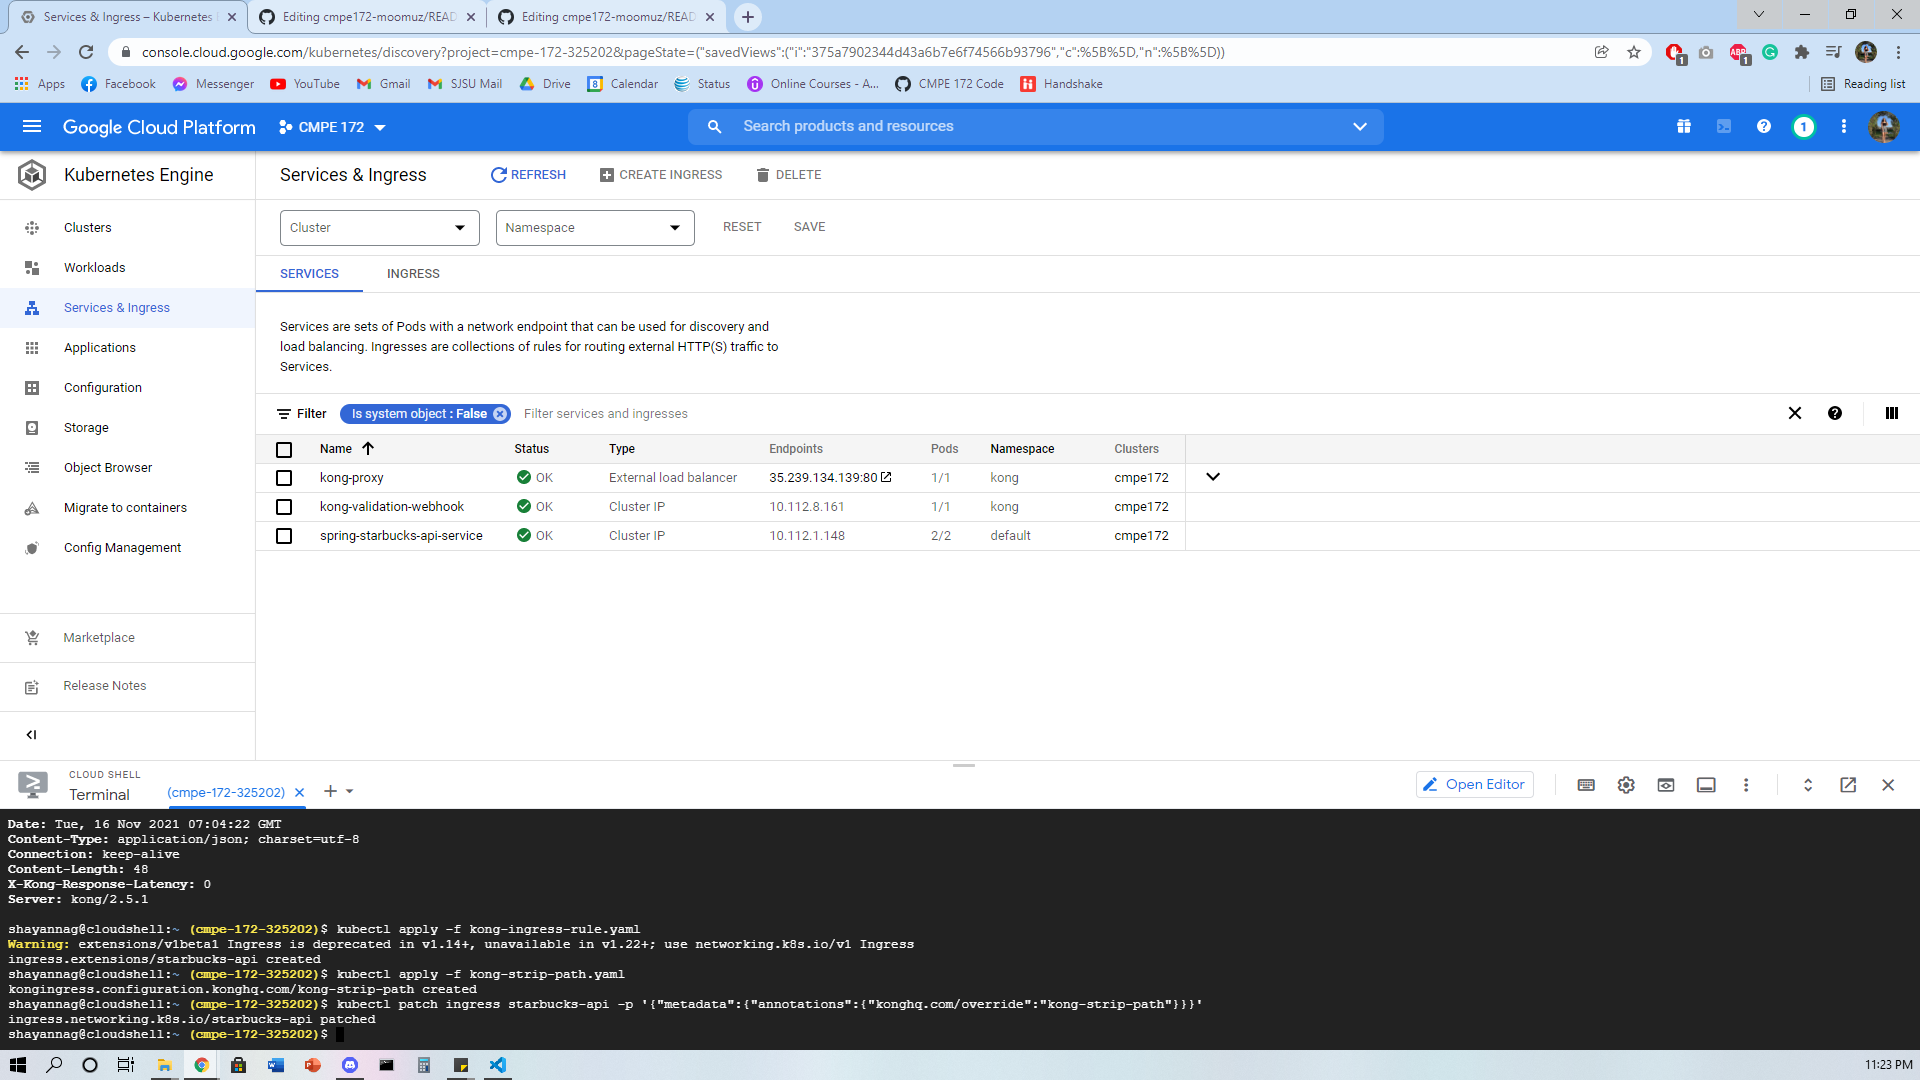 Services & Ingress – Kubernetes
Editing cmpe172-moomuz/READ
Editing cmpe172-moomuz/READ
console.cloud.google.com/kubernetes/discovery?project=cmpe-172-325202&pageState=("savedViews":("i":"375a7902344d43a6b7e6f74566b93796","c":%5B%5D,"n":%5B%5D))
1
ABP
1
Apps
Facebook
Messenger
YouTube
Gmail
SJSU Mail
Drive
Calendar
Status
Online Courses - A...
CMPE 172 Code
Handshake
Reading list
Google Cloud Platform
CMPE 172
Search products and resources
1
Kubernetes Engine
Services & Ingress
REFRESH
CREATE INGRESS
DELETE
Clusters
Workloads
Services & Ingress
Applications
Configuration
Storage
Object Browser
Migrate to containers
Config Management
Marketplace
Release Notes
Cluster
Namespace
RESET
SAVE
SERVICES
INGRESS
Services are sets of Pods with a network endpoint that can be used for discovery and
load balancing. Ingresses are collections of rules for routing external HTTP(S) traffic to
Services.
Filter
Is system object : False
Filter services and ingresses
Name Status Type Endpoints Pods Namespace Clusters
kong-proxy OK External load balancer 35.239.134.139:80 1/1 kong cmpe172
kong-validation-webhook OK Cluster IP 10.112.8.161 1/1 kong cmpe172
spring-starbucks-api-service OK Cluster IP 10.112.1.148 2/2 default cmpe172
CLOUD SHELL
Terminal
(cmpe-172-325202)
Open Editor
Date: Tue, 16 Nov 2021 07:04:22 GMT
Content-Type: application/json; charset=utf-8
Connection: keep-alive
Content-Length: 48
X-Kong-Response-Latency: 0
Server: kong/2.5.1
shayannag@cloudshell:~ (cmpe-172-325202)$ kubectl apply -f kong-ingress-rule.yaml
Warning: extensions/v1beta1 Ingress is deprecated in v1.14+, unavailable in v1.22+; use networking.k8s.io/v1 Ingress
ingress.extensions/starbucks-api created
shayannag@cloudshell:~ (cmpe-172-325202)$ kubectl apply -f kong-strip-path.yaml
kongingress.configuration.konghq.com/kong-strip-path created
shayannag@cloudshell:~ (cmpe-172-325202)$ kubectl patch ingress starbucks-api -p '{"metadata":{"annotations":{"konghq.com/override":"kong-strip-path"}}}'
ingress.networking.k8s.io/starbucks-api patched
shayannag@cloudshell:~ (cmpe-172-325202)$
11:23 PM